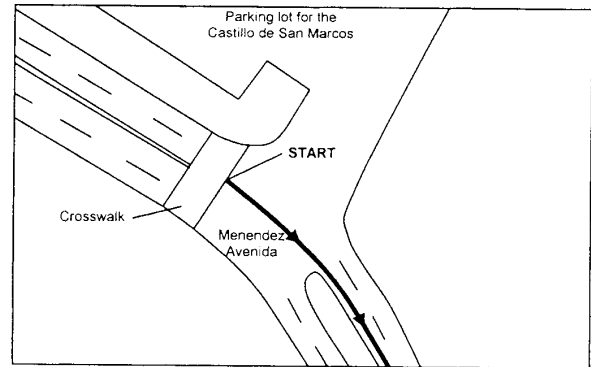 Parking lot for the
Castillo de San Marcos
START
Crosswalk
Menendez
Avenida